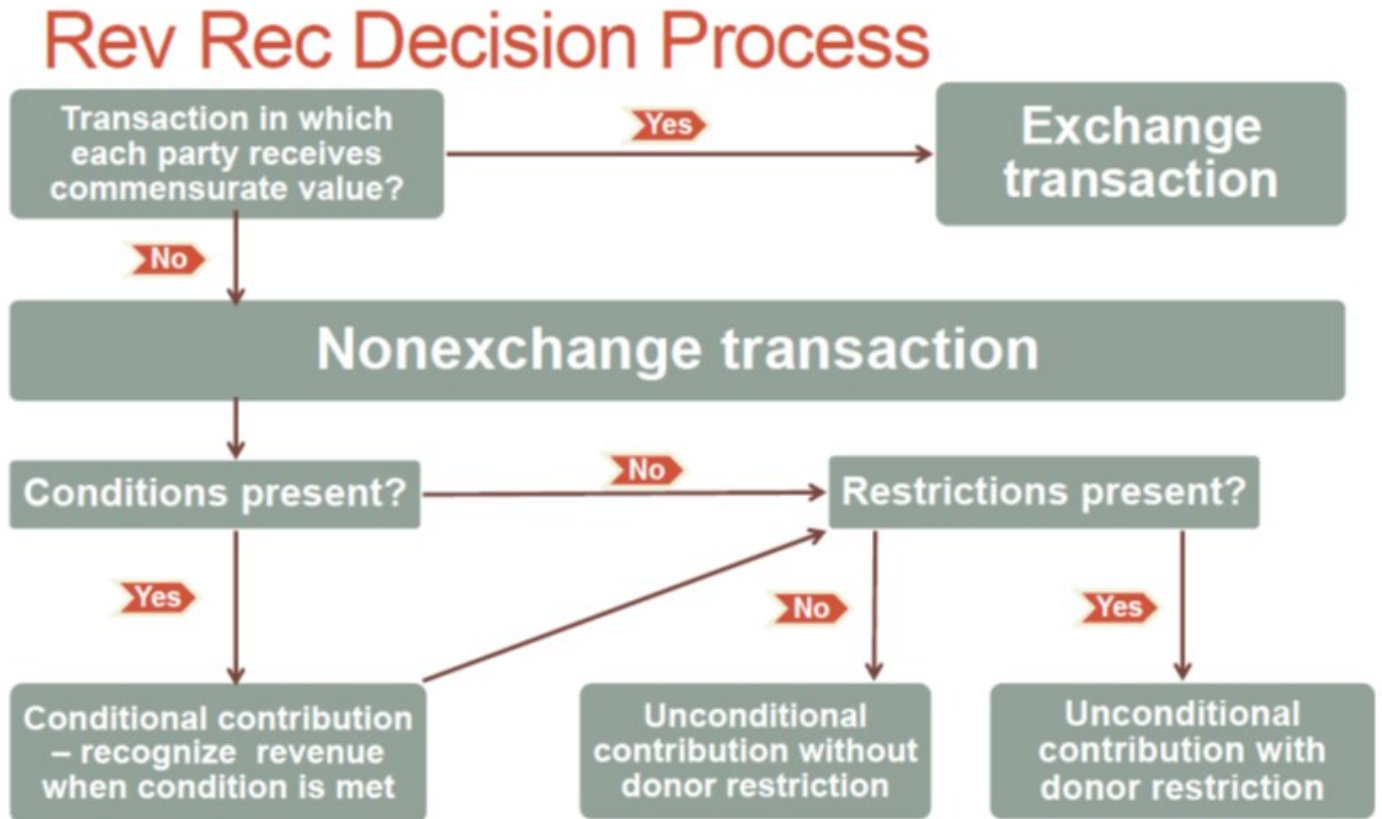 Rev Rec Decision Process
Transaction in which
each party receives
commensurate value?
Yes
Exchange
transaction
No
Nonexchange transaction
Conditions present?
No
Restrictions present?
Yes
No
Yes
Conditional contribution
– recognize revenue
when condition is met
Unconditional
contribution without
donor restriction
Unconditional
contribution with
donor restriction